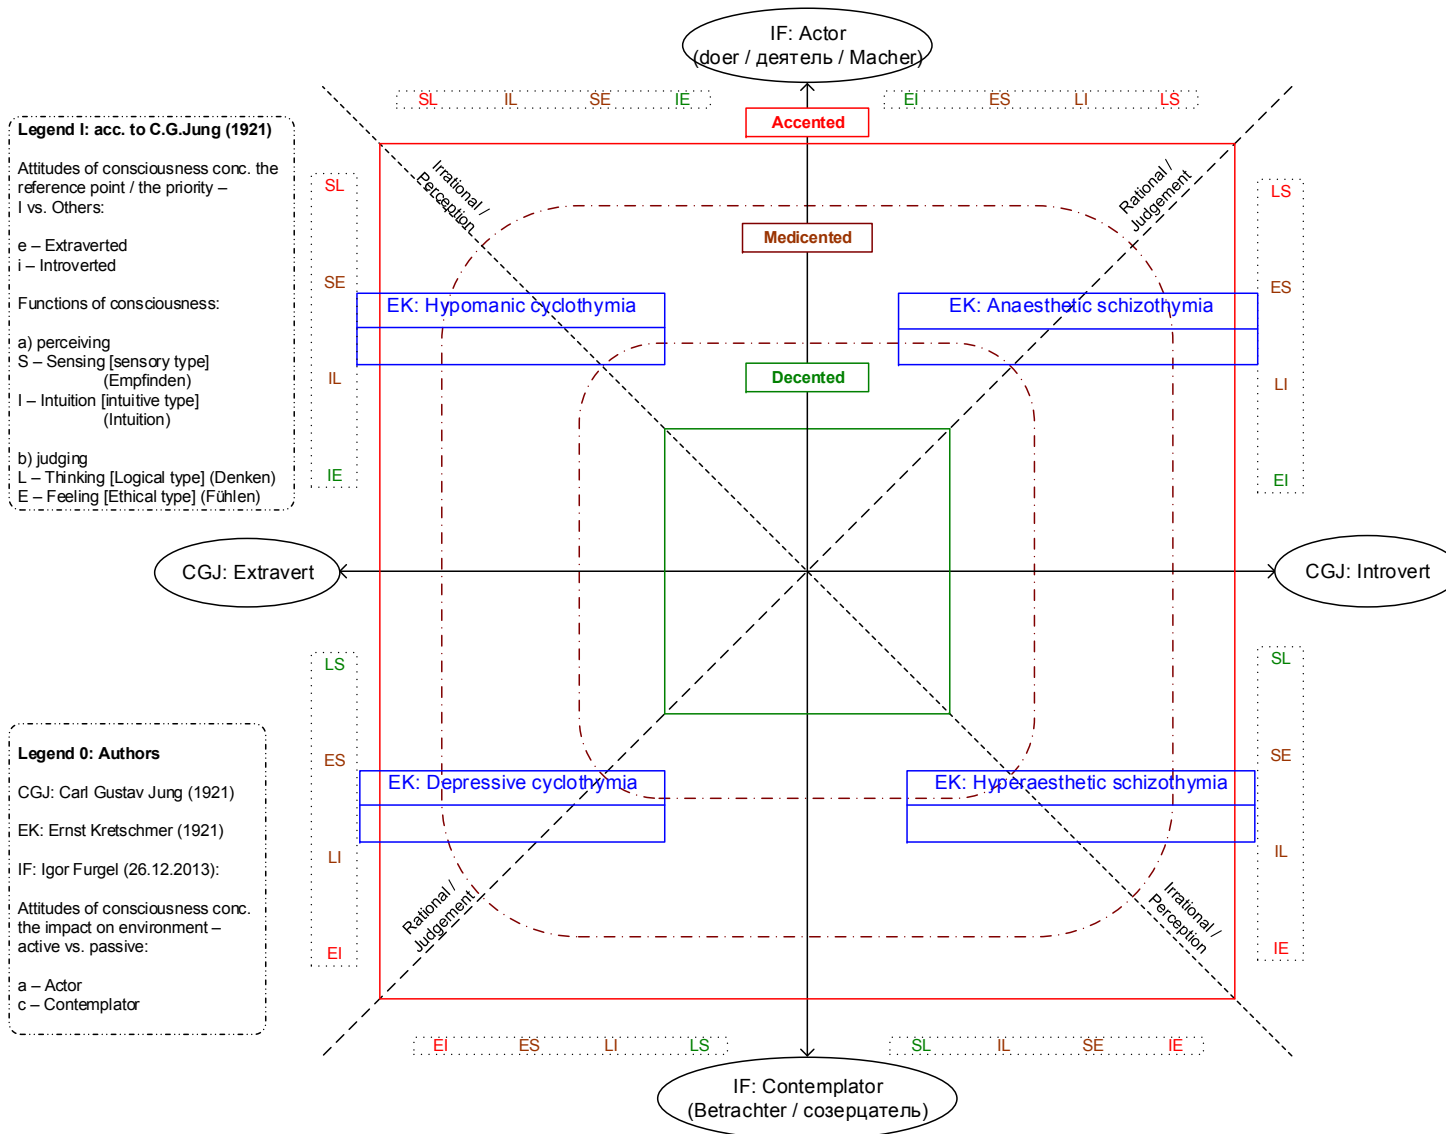 IF: Actor
(doer / деятель / Macher)
SL IL SE IE
EI ES LI LS
Accented
Legend I: acc. to C.G.Jung (1921)
Attitudes of consciousness conc. the
reference point / the priority –
I vs. Others:
e – Extraverted
i – Introverted
Functions of consciousness:
a) perceiving
S – Sensing [sensory type]
(Empfinden)
I – Intuition [intuitive type]
(Intuition)
b) judging
L – Thinking [Logical type] (Denken)
E – Feeling [Ethical type] (Fühlen)
SL
SE
IL
IE
Irrational /
Perception
Rational /
Judgement
LS
ES
LI
EI
Medicented
EK: Hypomanic cyclothymia
EK: Anaesthetic schizothymia
Decented
CGJ: Extravert
CGJ: Introvert
LS
ES
LI
EI
SL
SE
IL
IE
Legend 0: Authors
CGJ: Carl Gustav Jung (1921)
EK: Ernst Kretschmer (1921)
IF: Igor Furgel (26.12.2013):
Attitudes of consciousness conc.
the impact on environment –
active vs. passive:
a – Actor
c – Contemplator
EK: Depressive cyclothymia
EK: Hyperaesthetic schizothymia
Rational /
Judgement
Irrational /
Perception
EI ES LI LS
SL IL SE IE
IF: Contemplator
(Betrachter / созерцатель)